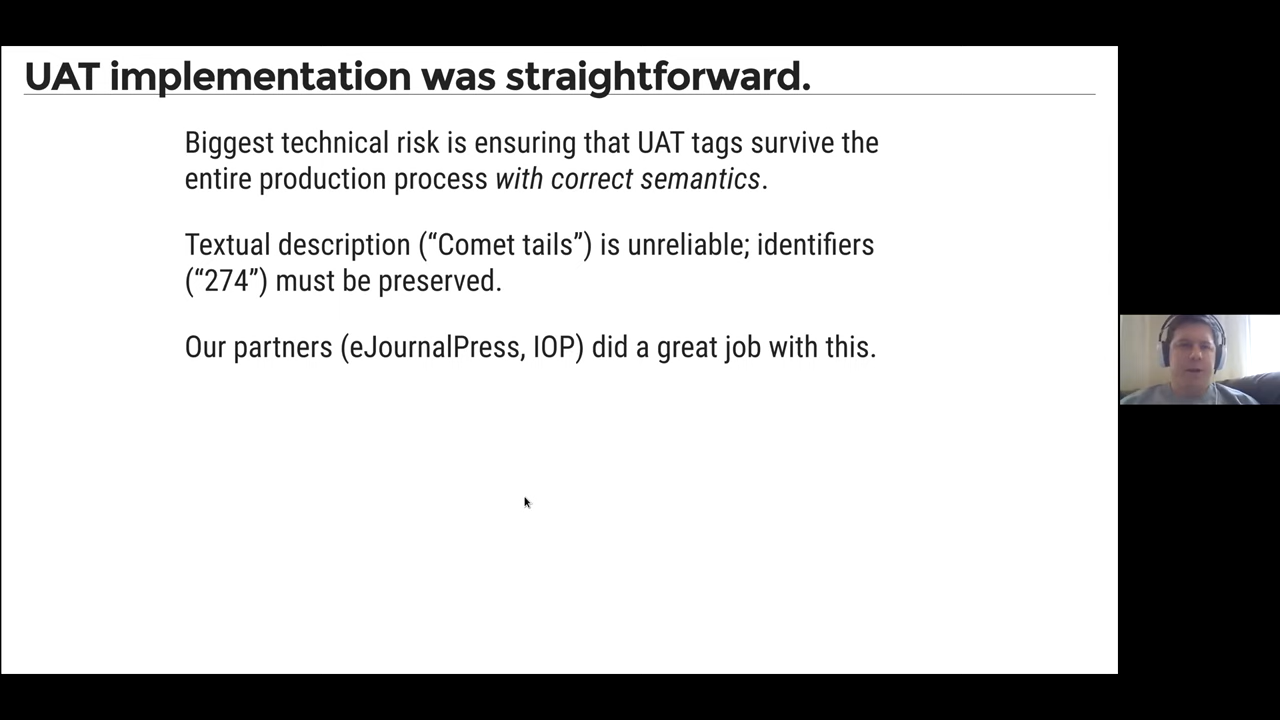 UAT implementation was straightforward.
Biggest technical risk is ensuring that UAT tags survive the
entire production process with correct semantics.
Textual description (“Comet tails”) is unreliable; identifiers
(“274”) must be preserved.
Our partners (eJournalPress, IOP) did a great job with this.